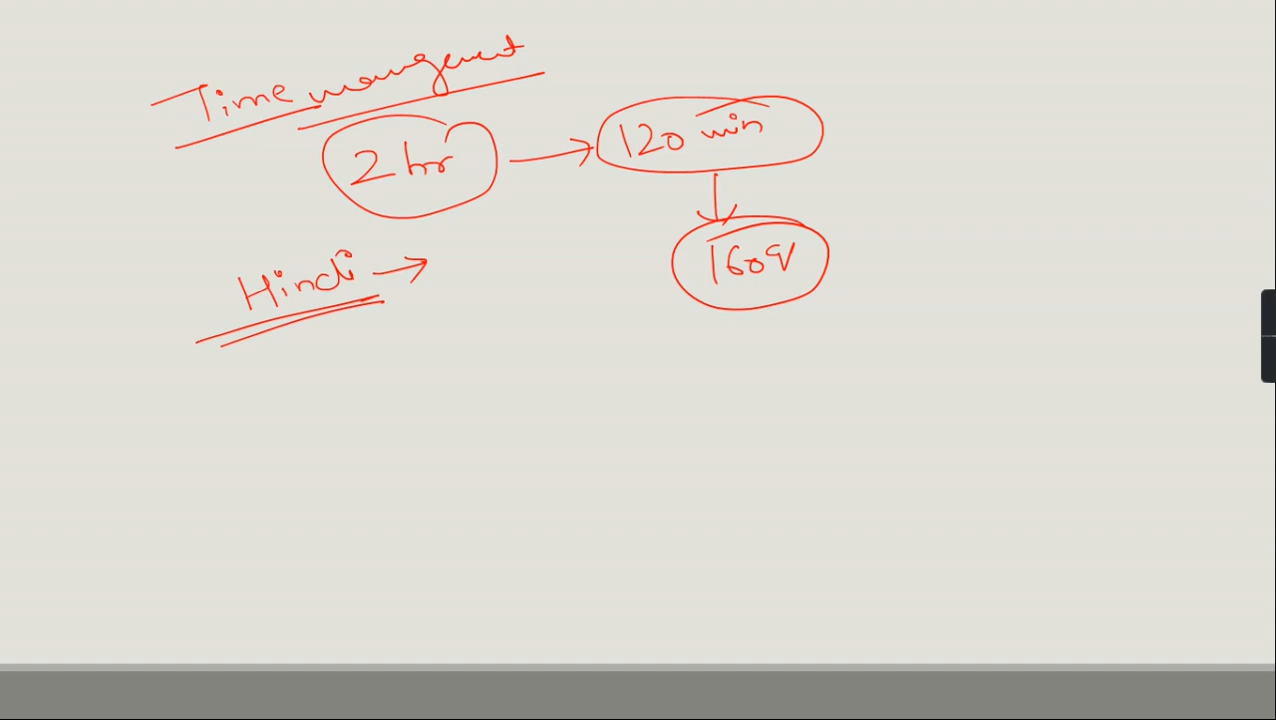 Time management
2 hr → 120 min
↓
160q
Hindi →